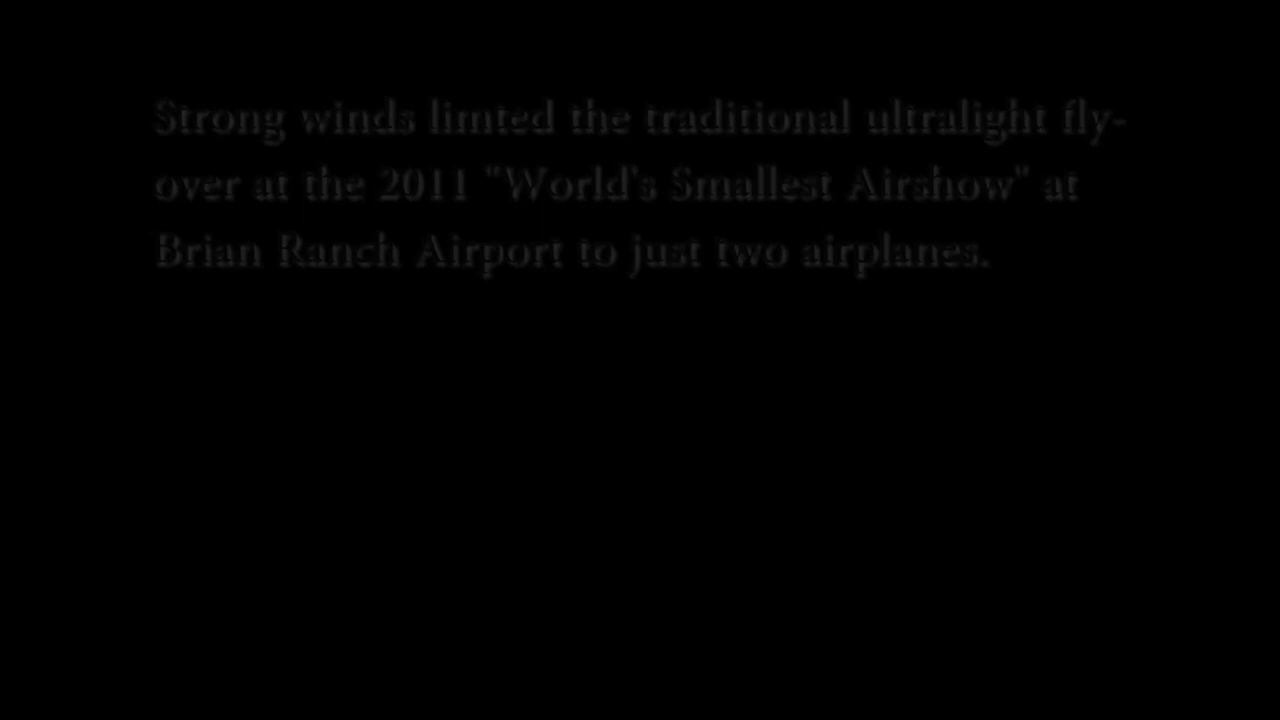 Strong winds limted the traditional ultralight fly-
over at the 2011 "World's Smallest Airshow" at
Brian Ranch Airport to just two airplanes.